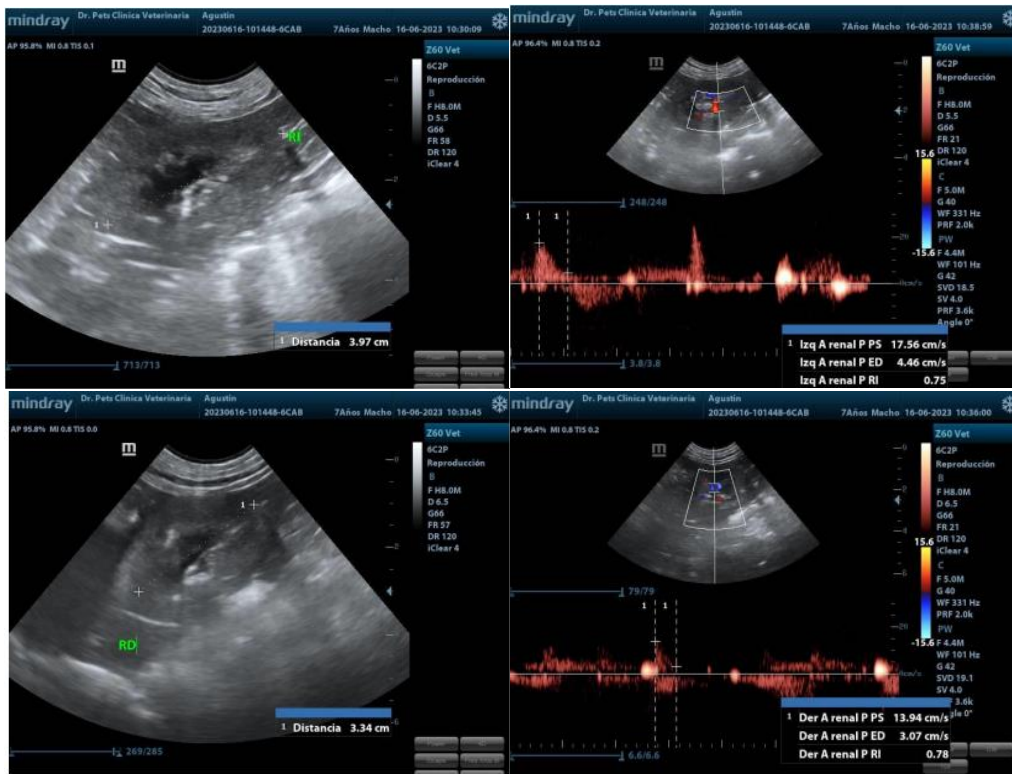 mindray Dr. Pets Clinica Veterinaria Agustin
20230616-101448-6CAB 7Años Macho 16-06-2023 10:30:09
AP 95.8% MI 0.8 TIS 0.1
m
Z60 Vet
6C2P
Reproducción
B
F H8.0M
D 5.5
G66
FR 58
DR 120
iClear 4
0
2
RI
1
1 Distancia 3.97 cm
713/713
mindray Dr. Pets Clinica Veterinaria Agustin
20230616-101448-6CAB 7Años Macho 16-06-2023 10:38:59
AP 96.4% MI 0.8 TIS 0.2
m
Z60 Vet
6C2P
Reproducción
B
F H8.0M
D 5.5
G66
FR 21
DR 120
iClear 4
C
F 5.0M
G 40
WF 331 Hz
PRF 2.0k
PW
F 4.4M
WF 101 Hz
G 42
SVD 18.5
SV 4.0
PRF 3.6k
Angle 0°
15.6
-15.6
248/248
1 1
1 Izq A renal P PS 17.56 cm/s
Izq A renal P ED 4.46 cm/s
Izq A renal P RI 0.75
3.8/3.8
mindray Dr. Pets Clinica Veterinaria Agustin
20230616-101448-6CAB 7Años Macho 16-06-2023 10:33:45
AP 95.8% MI 0.8 TIS 0.0
m
Z60 Vet
6C2P
Reproducción
B
F H8.0M
D 6.5
G66
FR 57
DR 120
iClear 4
0
2
6
1
RD
1 Distancia 3.34 cm
269/285
mindray Dr. Pets Clinica Veterinaria Agustin
20230616-101448-6CAB 7Años Macho 16-06-2023 10:36:00
AP 96.4% MI 0.8 TIS 0.2
m
Z60 Vet
6C2P
Reproducción
B
F H8.0M
D 6.5
G66
FR 21
DR 120
iClear 4
C
F 5.0M
G 40
WF 331 Hz
PRF 2.0k
PW
F 4.4M
WF 101 Hz
G 42
SVD 19.1
SV 4.0
3.6k
gle 0°
15.6
-15.6
79/79
1 1
1 Der A renal P PS 13.94 cm/s
Der A renal P ED 3.07 cm/s
Der A renal P RI 0.78
6.6/6.6